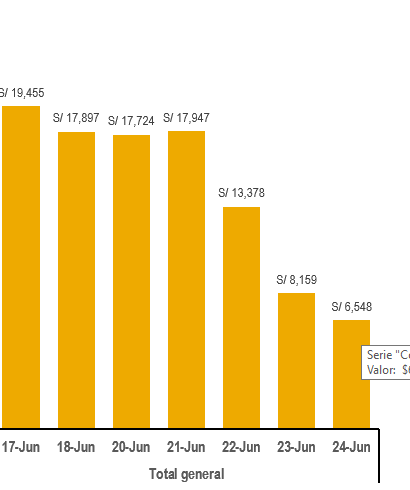 S/ 19,455
S/ 17,897
S/ 17,724
S/ 17,947
S/ 13,378
S/ 8,159
S/ 6,548
Serie
Valor:
17-Jun 18-Jun 20-Jun 21-Jun 22-Jun 23-Jun 24-Jun
Total general